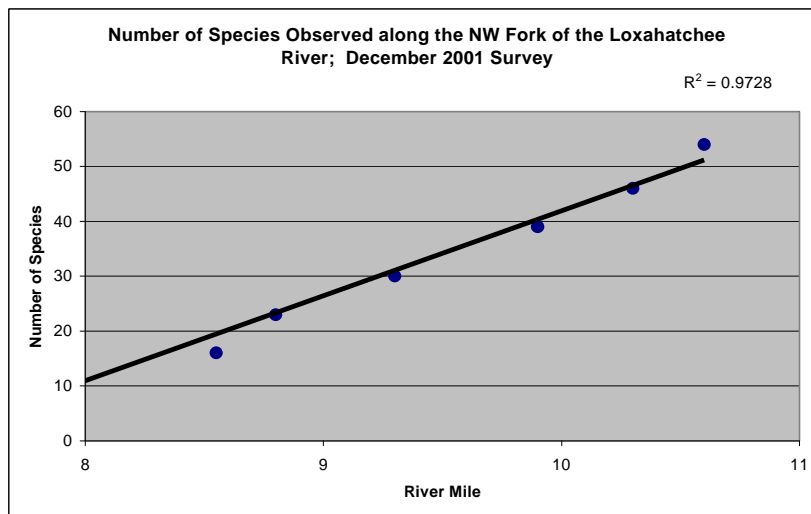 Number of Species Observed along the NW Fork of the Loxahatchee
River;  December 2001 Survey
R² = 0.9728
60
50
40
30
20
10
0
Number of Species
8 9 10 11
River Mile